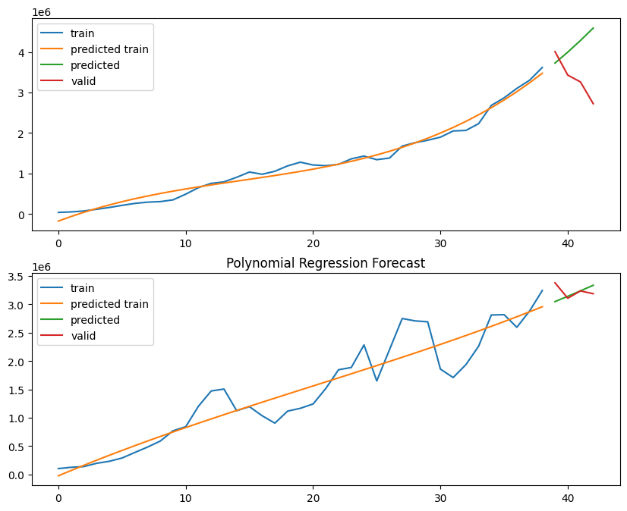 1e6
train
predicted train
predicted
valid
4
3
2
1
0
0 10 20 30 40
Polynomial Regression Forecast
1e6
train
predicted train
predicted
valid
3.5
3.0
2.5
2.0
1.5
1.0
0.5
0.0
0 10 20 30 40